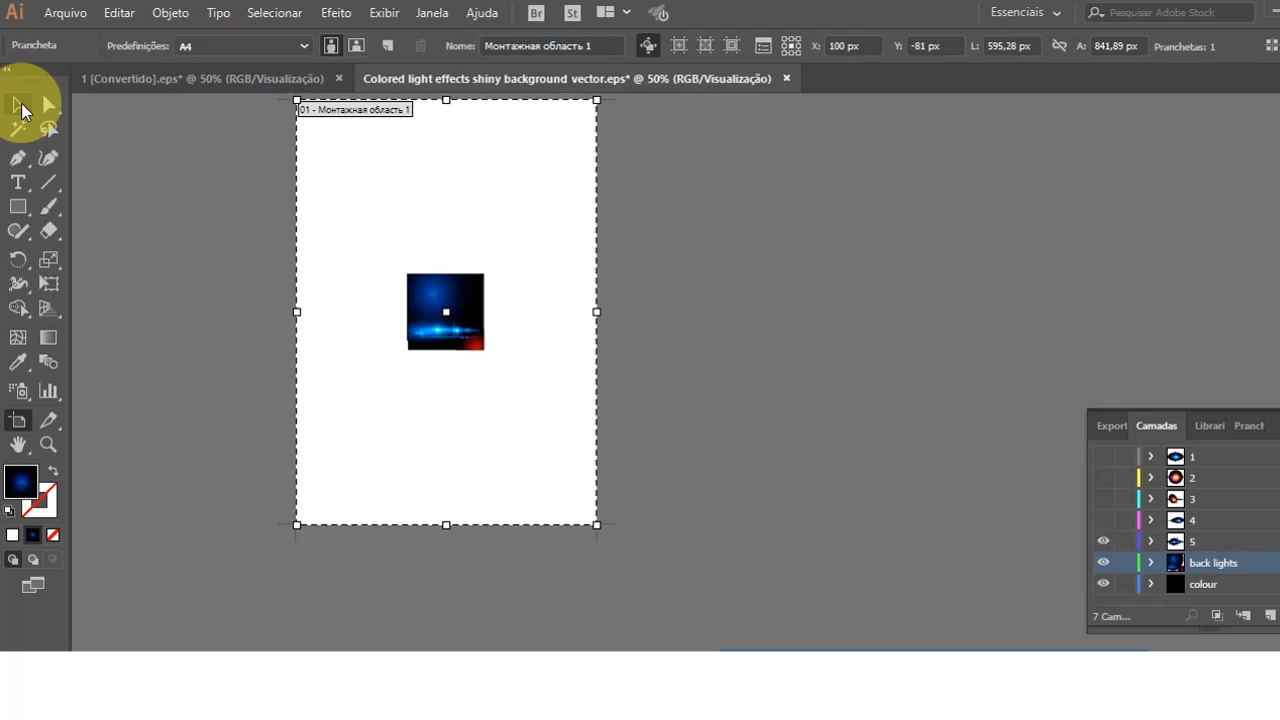 Ai Arquivo Editar Objeto Tipo Selecionar Efeito Exibir Janela Ajuda Br St Essenciais Pesquisar Adobe Stock
Prancheta Predefinições: A4 Nome: Монтажная область 1 X: 100 px Y: -81 px L: 595,28 px A: 841,89 px Pranchetas: 1
1 [Convertido].eps* @ 50% (RGB/Visualização) × Colored light effects shiny background vector.eps* @ 50% (RGB/Visualização) ×
01 - Монтажная область 1
Export Camadas Librari Pranct
1
2
3
4
5
back lights
colour
7 Cam...